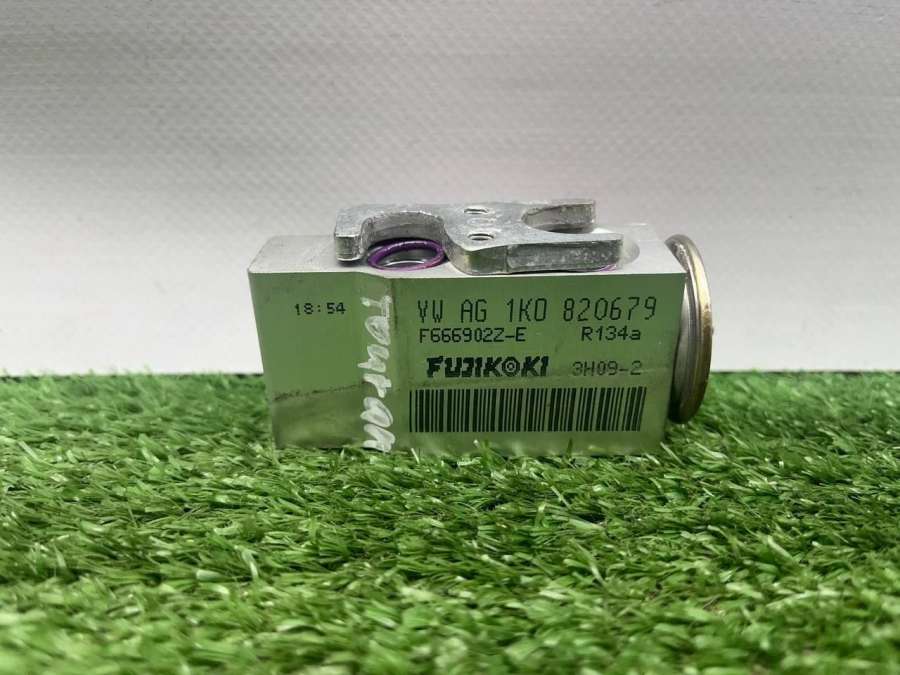 18:54
VW AG 1K0 820679
F666902Z-E R134a
FUJIKOKI 3H09-2
Touran